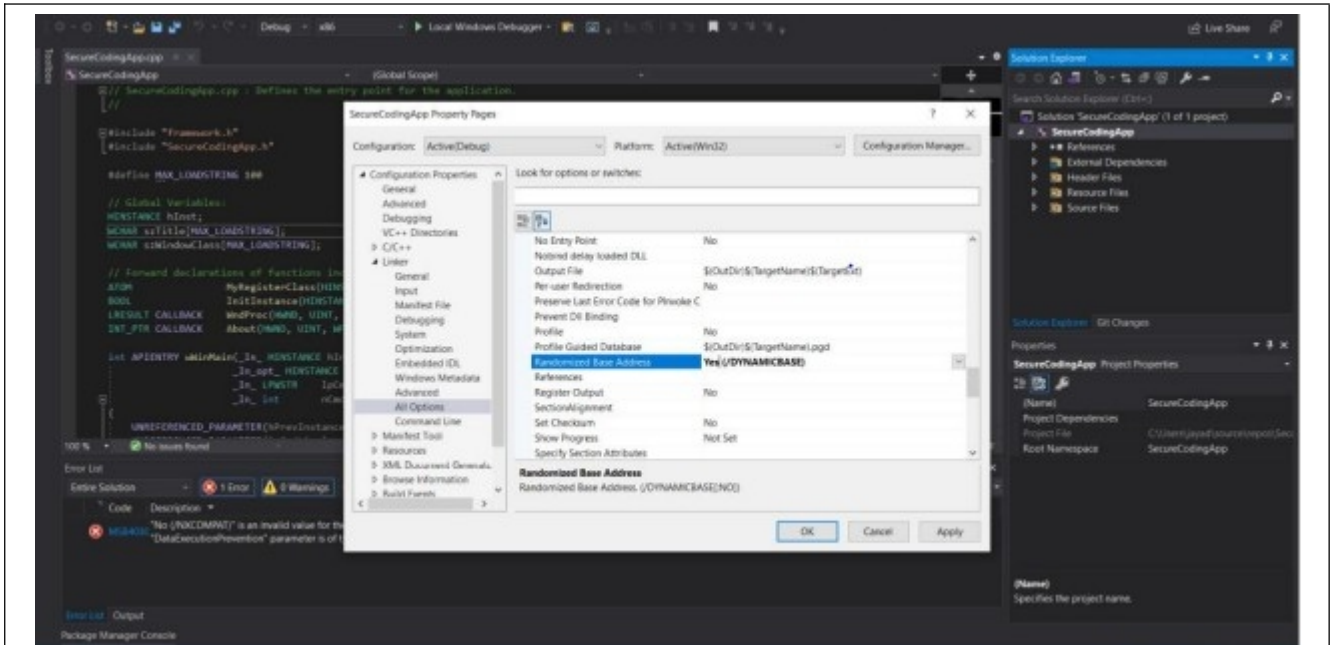 Debug
x86
Local Windows Debugger
Live Share
Toolbox
SecureCodingApp.cpp
SecureCodingApp
(Global Scope)
// SecureCodingApp.cpp : Defines the entry point for the application.
//
#include "framework.h"
#include "SecureCodingApp.h"
#define MAX_LOADSTRING 100
// Global Variables:
HINSTANCE hInst;
WCHAR szTitle[MAX_LOADSTRING];
WCHAR szWindowClass[MAX_LOADSTRING];
// Forward declarations of functions inc
ATOM MyRegisterClass(HINS
BOOL InitInstance(HINSTAN
LRESULT CALLBACK WndProc(HWND, UINT,
INT_PTR CALLBACK About(HWND, UINT,
int APIENTRY wWinMain(_In_ HINSTANCE hIn
_In_opt_ HINSTANCE
_In_ LPWSTR lpC
_In_ int nCm
{
UNREFERENCED_PARAMETER(hPrevInstance
100 %
No issues found
Error List
Entire Solution
1 Error
0 Warnings
Code Description
"No (/NXCOMPAT)" is an invalid value for the
"DataExecutionPrevention" parameter is of t
Error List Output
Package Manager Console
SecureCodingApp Property Pages
? ×
Configuration: Active(Debug)
Platform: Active(Win32)
Configuration Manager...
Configuration Properties
General
Advanced
Debugging
VC++ Directories
C/C++
Linker
General
Input
Manifest File
Debugging
System
Optimization
Embedded IDL
Windows Metadata
Advanced
All Options
Command Line
Manifest Tool
Resources
XML Document Generato
Browse Information
Build Events
Look for options or switches:
No Entry Point No
Nobind delay loaded DLL
Output File $(OutDir)$(TargetName)$(TargetExt)
Per-user Redirection No
Preserve Last Error Code for PInvoke C
Prevent Dll Binding
Profile No
Profile Guided Database $(OutDir)$(TargetName).pgd
Randomized Base Address Yes (/DYNAMICBASE)
References
Register Output No
SectionAlignment
Set Checksum No
Show Progress Not Set
Specify Section Attributes
Randomized Base Address
Randomized Base Address. (/DYNAMICBASE[:NO])
OK
Cancel
Apply
Solution Explorer
Search Solution Explorer (Ctrl+;)
Solution 'SecureCodingApp' (1 of 1 project)
SecureCodingApp
References
External Dependencies
Header Files
Resource Files
Source Files
Solution Explorer Git Changes
Properties
SecureCodingApp Project Properties
(Name) SecureCodingApp
Project Dependencies
Project File
Root Namespace SecureCodingApp
(Name)
Specifies the project name.